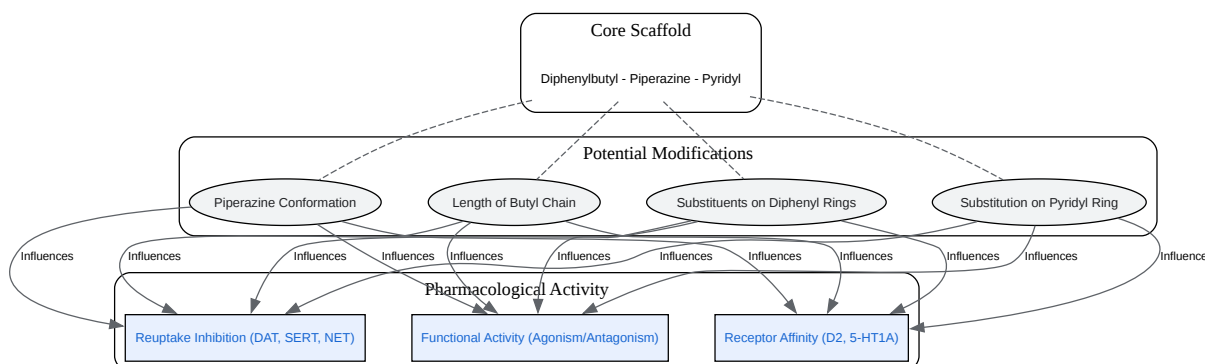 Core Scaffold
Diphenylbutyl - Piperazine - Pyridyl
Potential Modifications
Piperazine Conformation
Length of Butyl Chain
Substituents on Diphenyl Rings
Substitution on Pyridyl Ring
Influences
Influences
Influences
Influences
Influences
Influences
Influences
Influences
Influences
Influences
Influences
Influence
Pharmacological Activity
Reuptake Inhibition (DAT, SERT, NET)
Functional Activity (Agonism/Antagonism)
Receptor Affinity (D2, 5-HT1A)